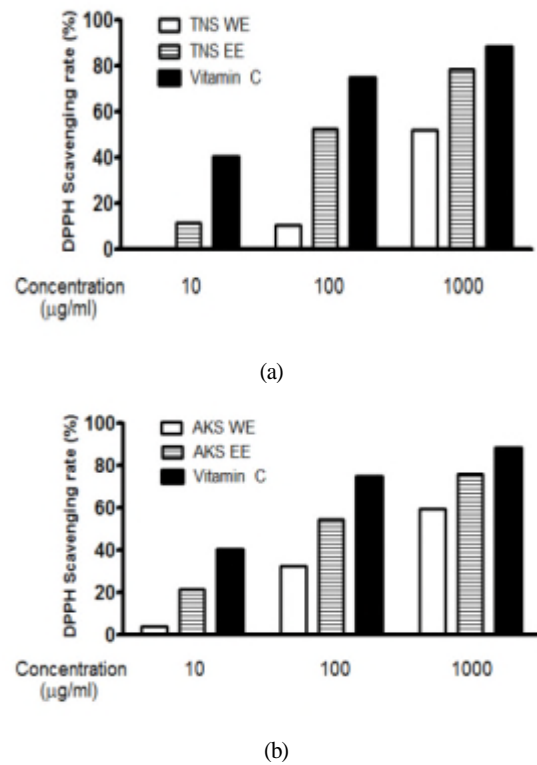 DPPH Scavenging rate (%)
100
80
60
40
20
0
TNS WE
TNS EE
Vitamin C
Concentration 10 100 1000
(μg/ml)
(a)
DPPH Scavenging rate (%)
100
80
60
40
20
0
AKS WE
AKS EE
Vitamin C
Concentration 10 100 1000
(μg/ml)
(b)